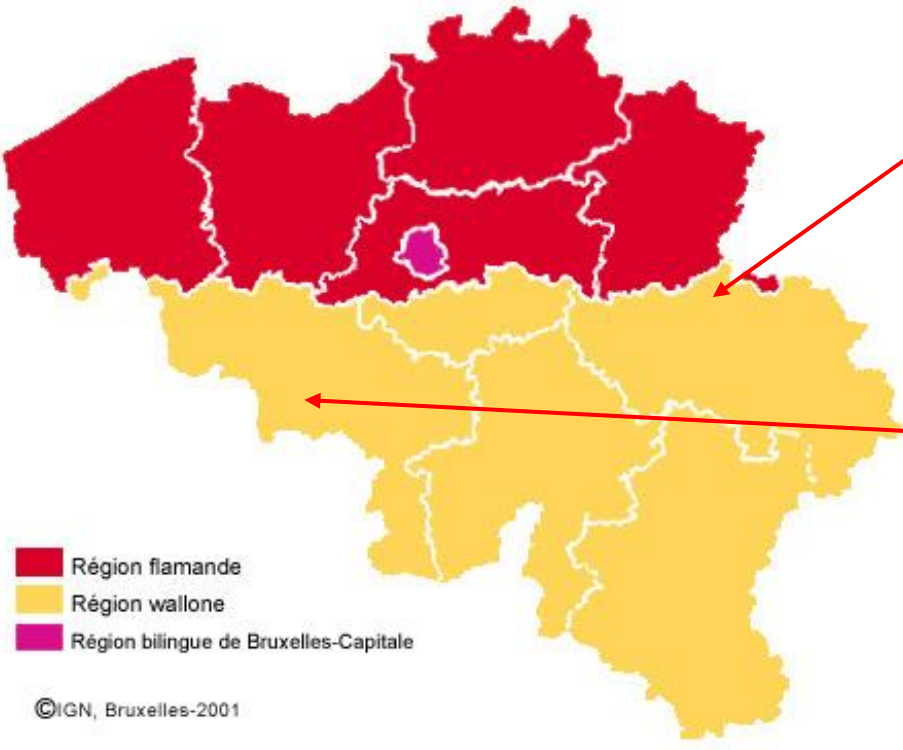 Région flamande
Région wallone
Région bilingue de Bruxelles-Capitale
©IGN, Bruxelles-2001